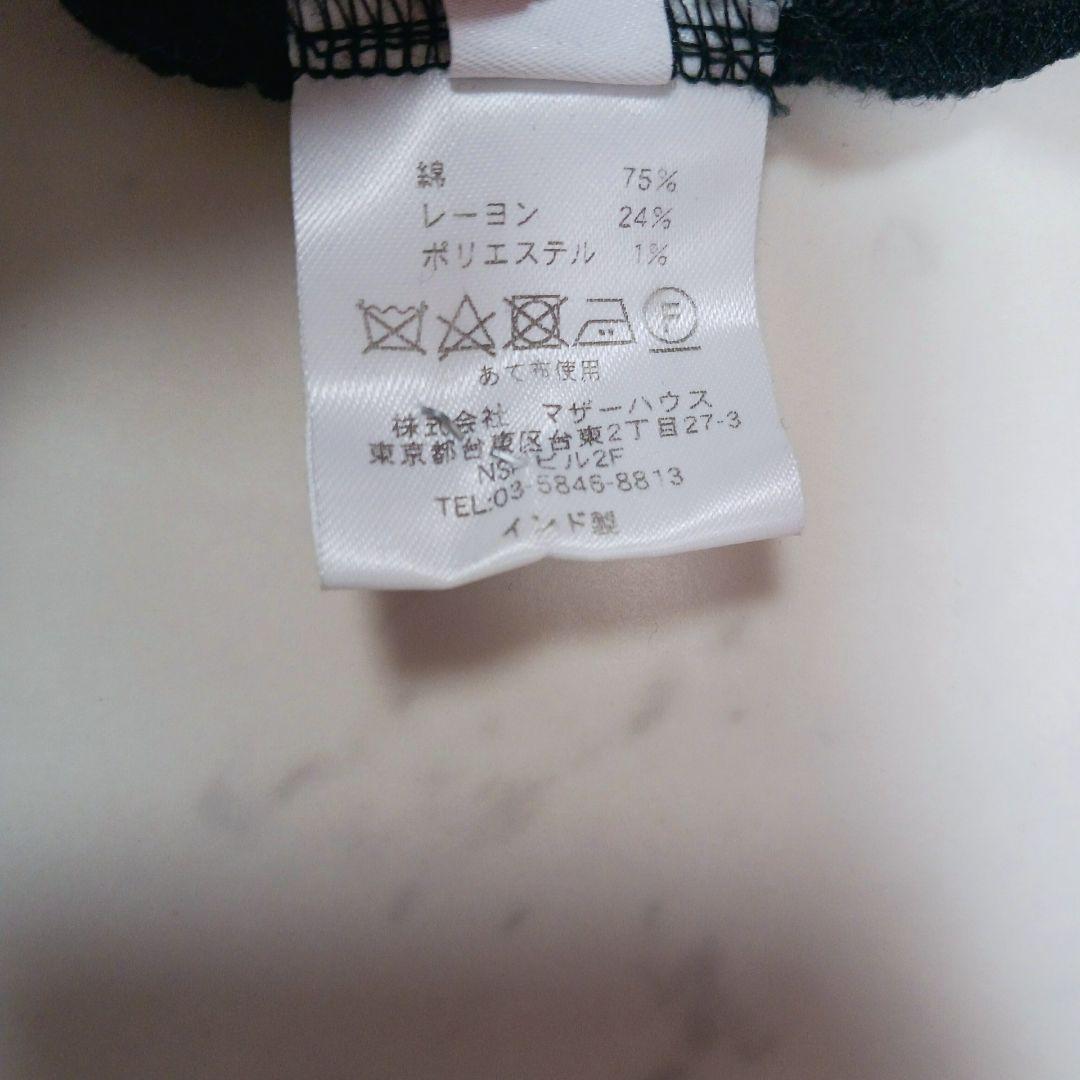 綿 75%
レーヨン 24%
ポリエステル 1%
F
あて布使用
株式会社 マザーハウス
東京都台東区台東2丁目27-3
NSKビル2F
TEL:03-5846-8813
インド製